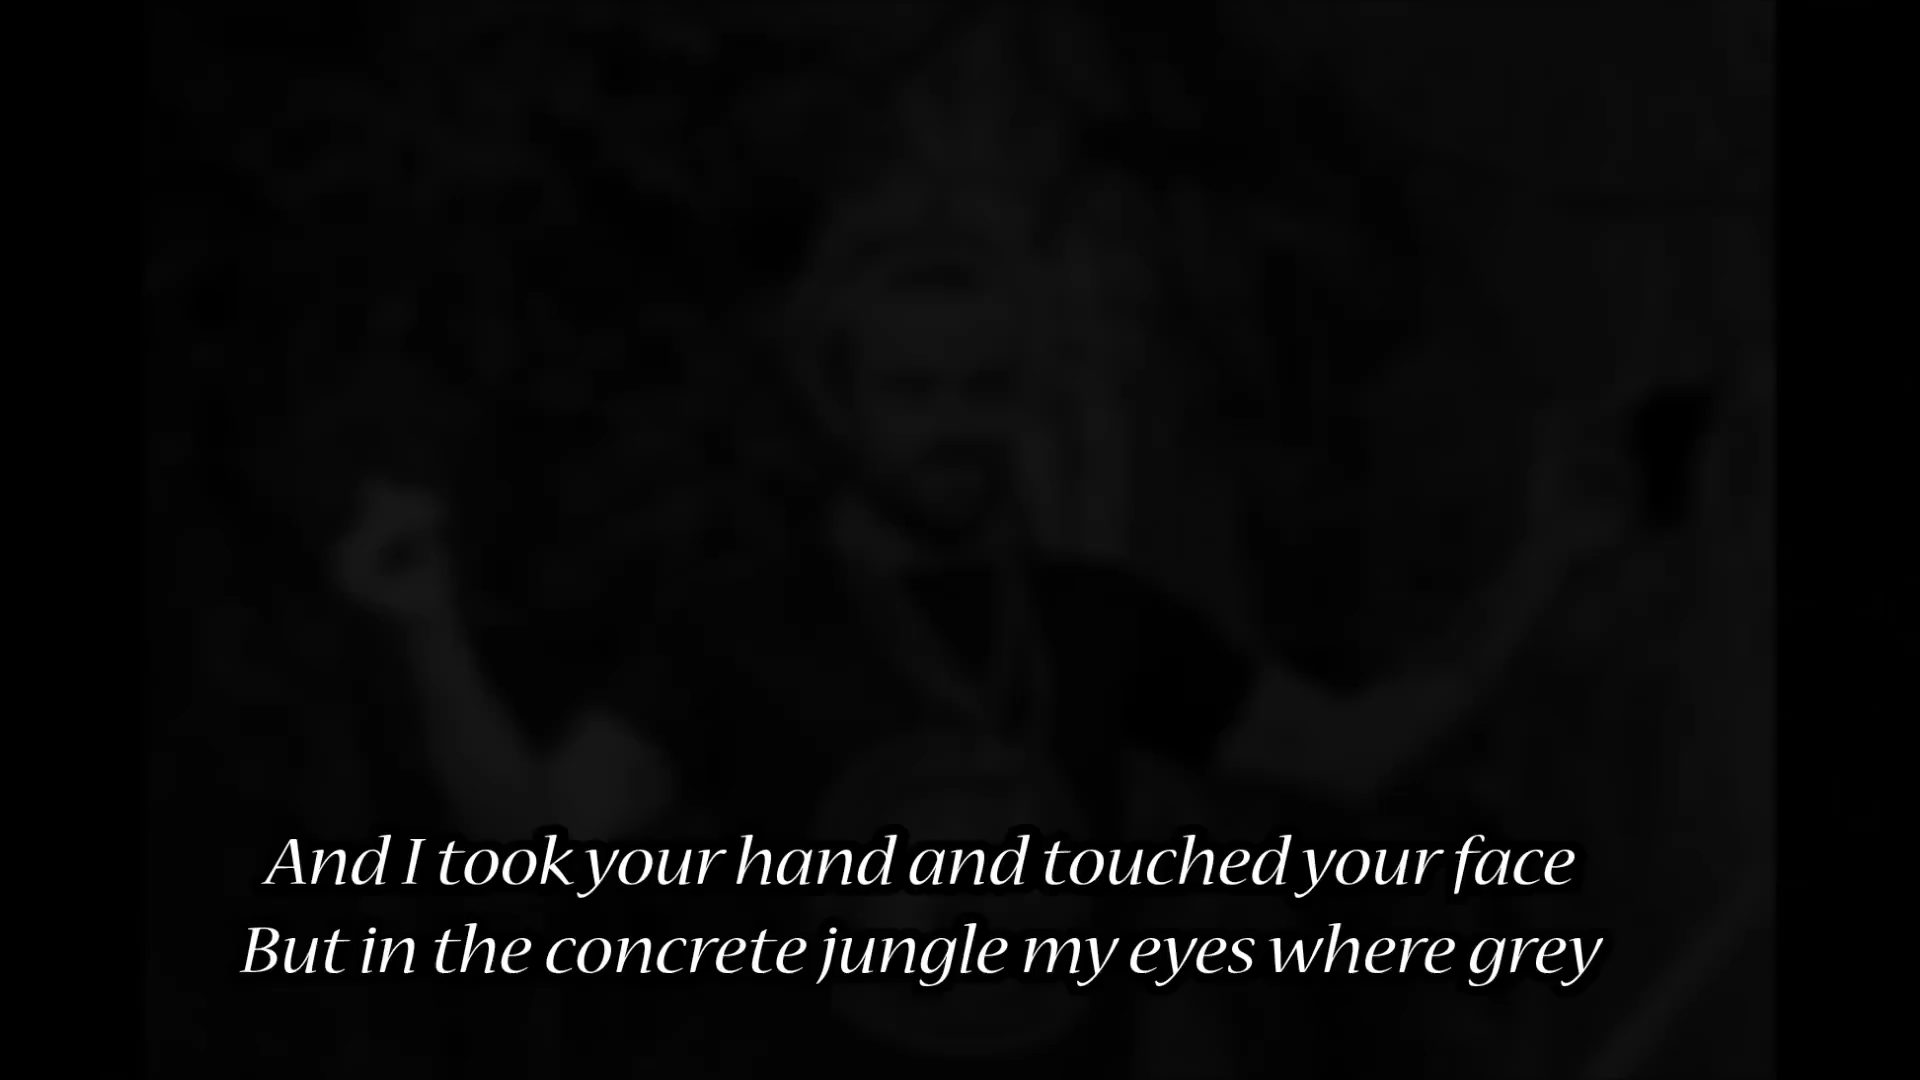 And I took your hand and touched your face
But in the concrete jungle my eyes where grey